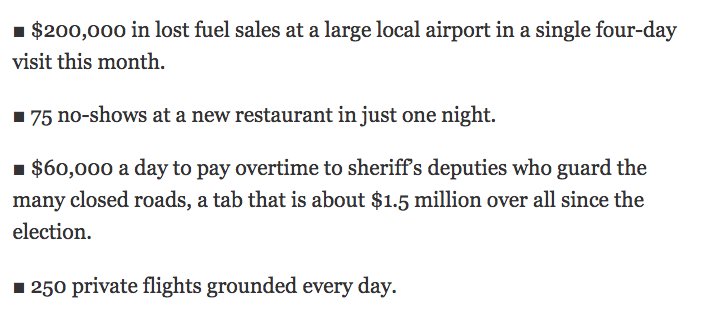 ■ $200,000 in lost fuel sales at a large local airport in a single four-day
visit this month.
■ 75 no-shows at a new restaurant in just one night.
■ $60,000 a day to pay overtime to sheriff's deputies who guard the
many closed roads, a tab that is about $1.5 million over all since the
election.
■ 250 private flights grounded every day.